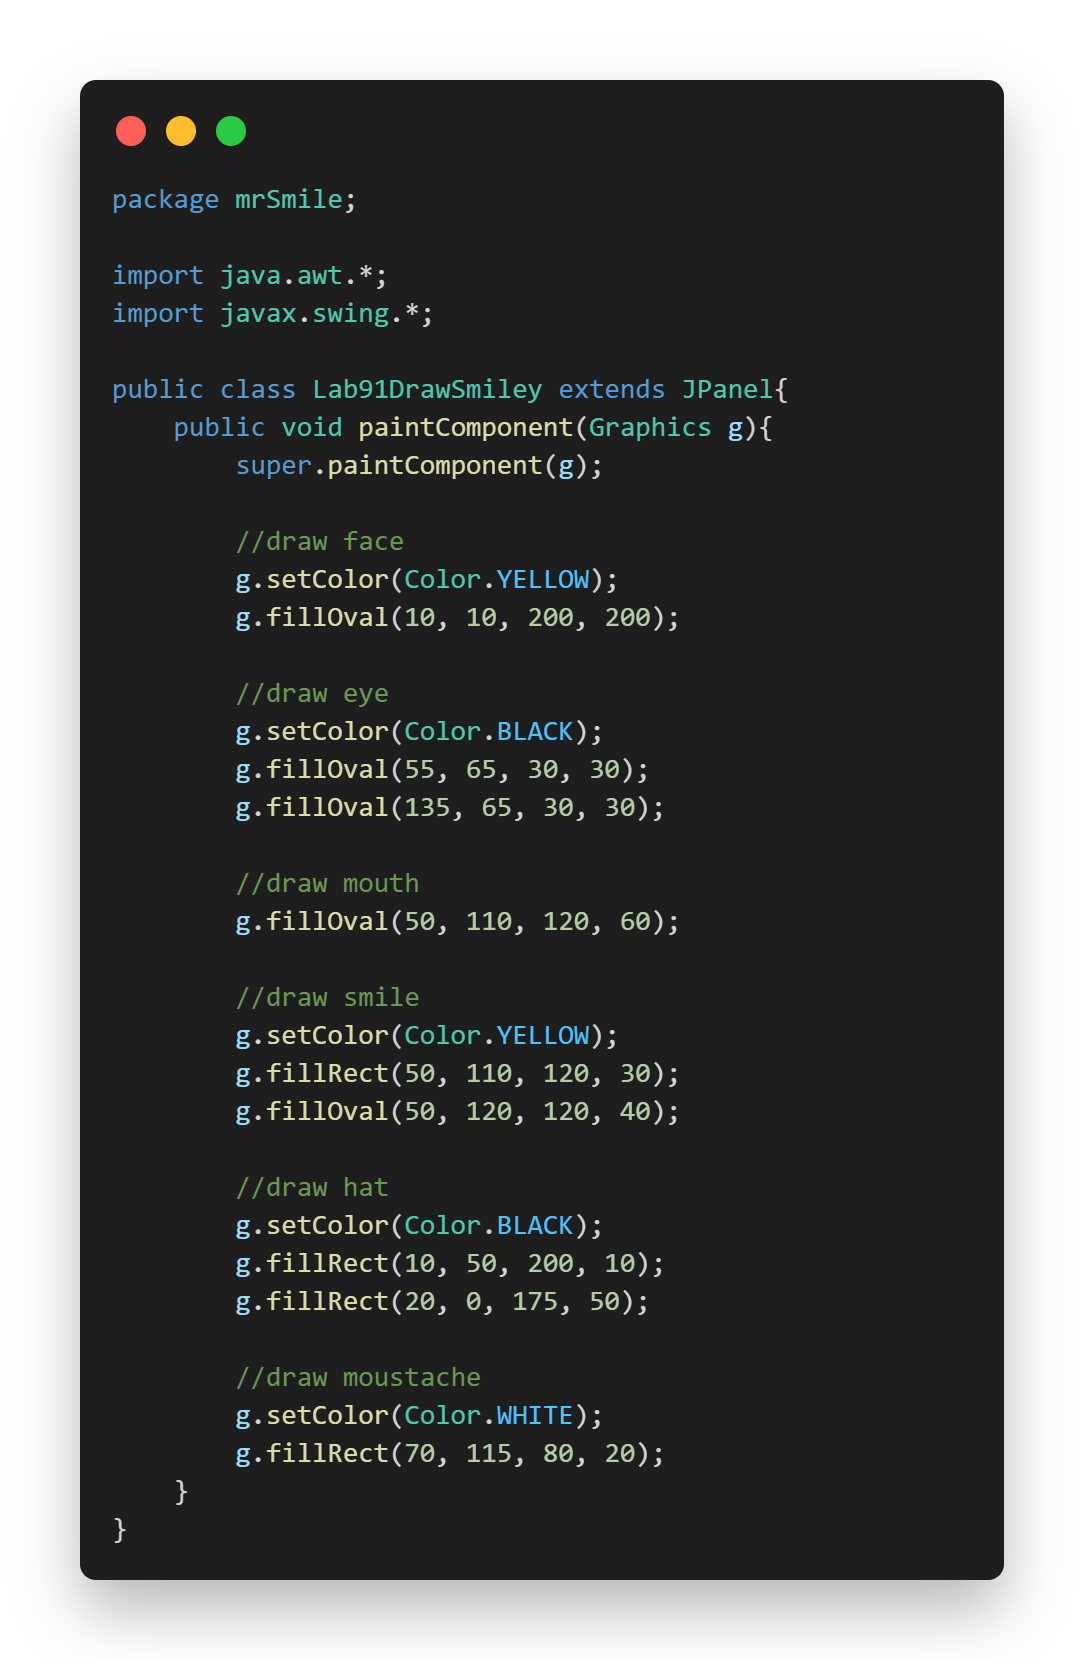 package mrSmile;

import java.awt.*;
import javax.swing.*;

public class Lab91DrawSmiley extends JPanel{
    public void paintComponent(Graphics g){
        super.paintComponent(g);

        //draw face
        g.setColor(Color.YELLOW);
        g.fillOval(10, 10, 200, 200);

        //draw eye
        g.setColor(Color.BLACK);
        g.fillOval(55, 65, 30, 30);
        g.fillOval(135, 65, 30, 30);

        //draw mouth
        g.fillOval(50, 110, 120, 60);

        //draw smile
        g.setColor(Color.YELLOW);
        g.fillRect(50, 110, 120, 30);
        g.fillOval(50, 120, 120, 40);

        //draw hat
        g.setColor(Color.BLACK);
        g.fillRect(10, 50, 200, 10);
        g.fillRect(20, 0, 175, 50);

        //draw moustache
        g.setColor(Color.WHITE);
        g.fillRect(70, 115, 80, 20);
    }
}